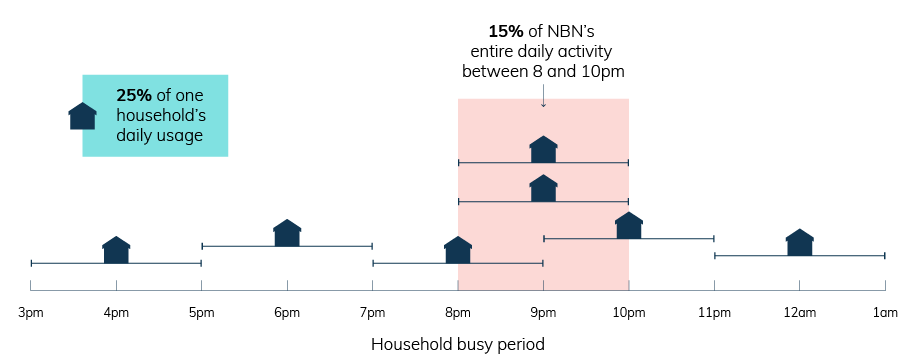 15% of NBN's
entire daily activity
between 8 and 10pm
25% of one
household's
daily usage
3pm 4pm 5pm 6pm 7pm 8pm 9pm 10pm 11pm 12am 1am
Household busy period